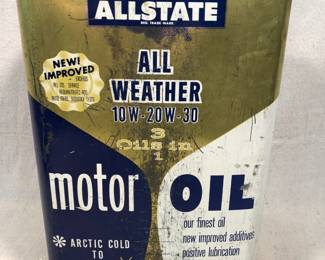 ALLSTATE
REG. TRADE MARK
NEW!
IMPROVED
ALL
WEATHER
10W-20W-30
3
Oils in
1
motor OIL
our finest oil
new improved additives
ARCTIC COLD
positive lubrication
TO